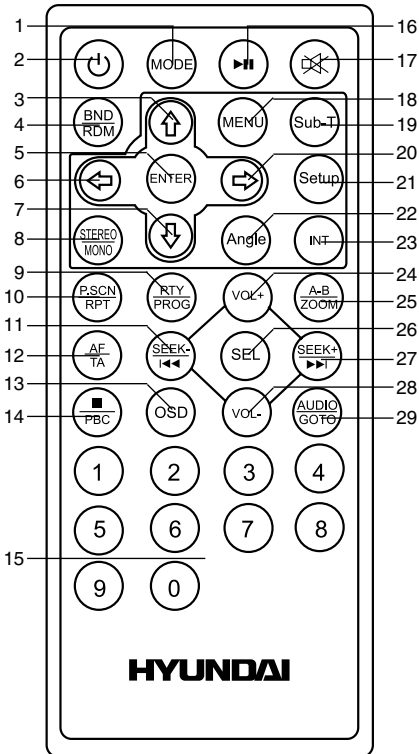 1
16
2
MODE
17
3
BND
RDM
MENU
Sub-T
18
4
19
5
ENTER
20
6
Setup
21
7
22
STEREO
MONO
Angle
INT
8
23
9
P.SCN
RPT
RTY
PROG
VOL+
A-B
ZOOM
24
10
25
11
26
AF
TA
SEEK-
SEL
SEEK+
12
27
13
28
PBC
OSD
VOL-
AUDIO
GOTO
14
29
1 2 3 4
5 6 7 8
15
9 0
HYUNDAI